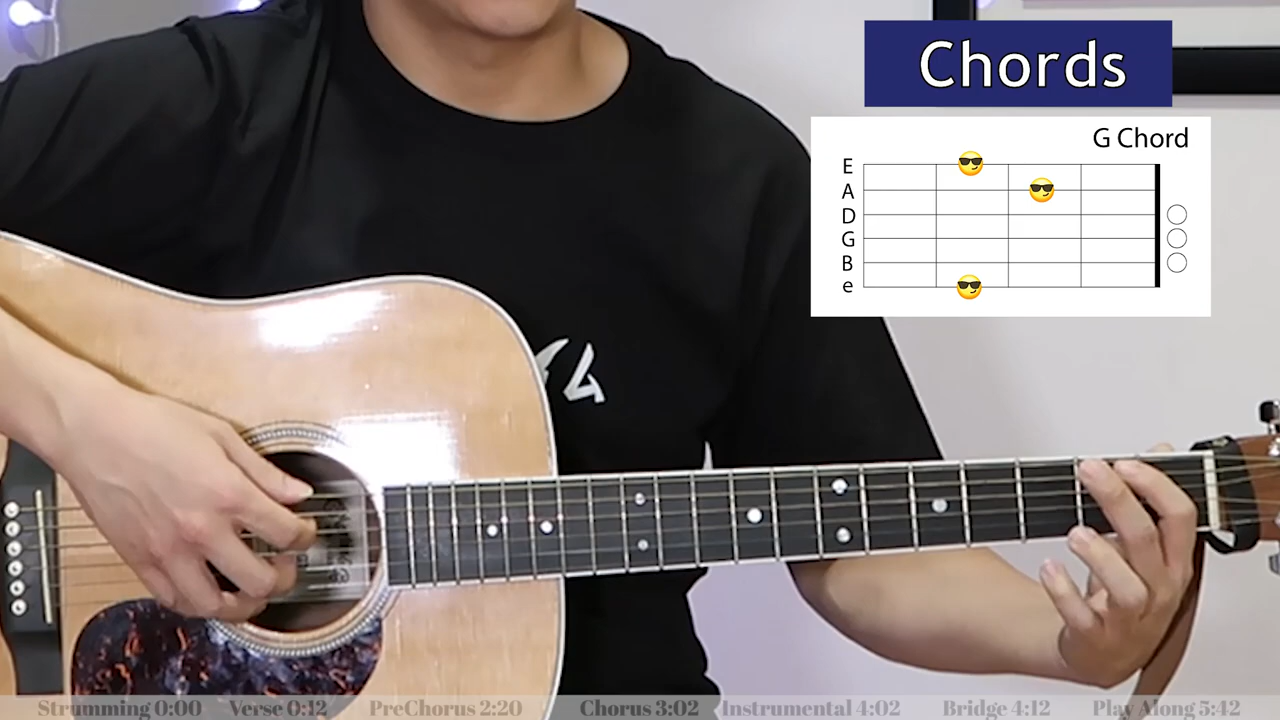 Chords
G Chord
E
A
D
G
B
e
Strumming 0:00 Verse 0:12 PreChorus 2:20 Chorus 3:02 Instrumental 4:02 Bridge 4:12 Play Along 5:42